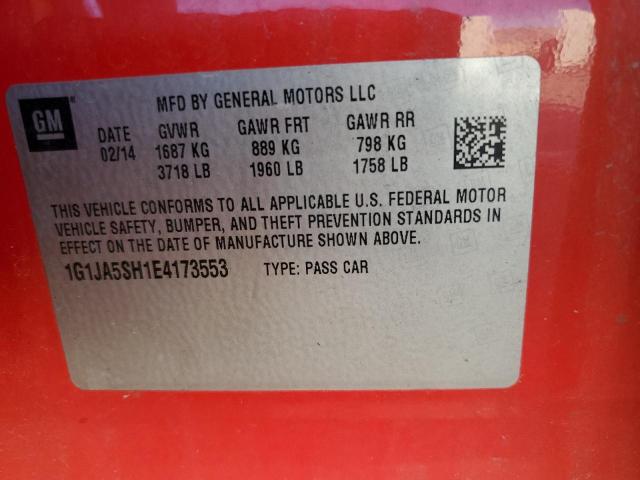 GM
MFD BY GENERAL MOTORS LLC
DATE GVWR GAWR FRT GAWR RR
02/14 1687 KG 889 KG 798 KG
3718 LB 1960 LB 1758 LB
THIS VEHICLE CONFORMS TO ALL APPLICABLE U.S. FEDERAL MOTOR
VEHICLE SAFETY, BUMPER, AND THEFT PREVENTION STANDARDS IN
EFFECT ON THE DATE OF MANUFACTURE SHOWN ABOVE.
1G1JA5SH1E4173553 TYPE: PASS CAR